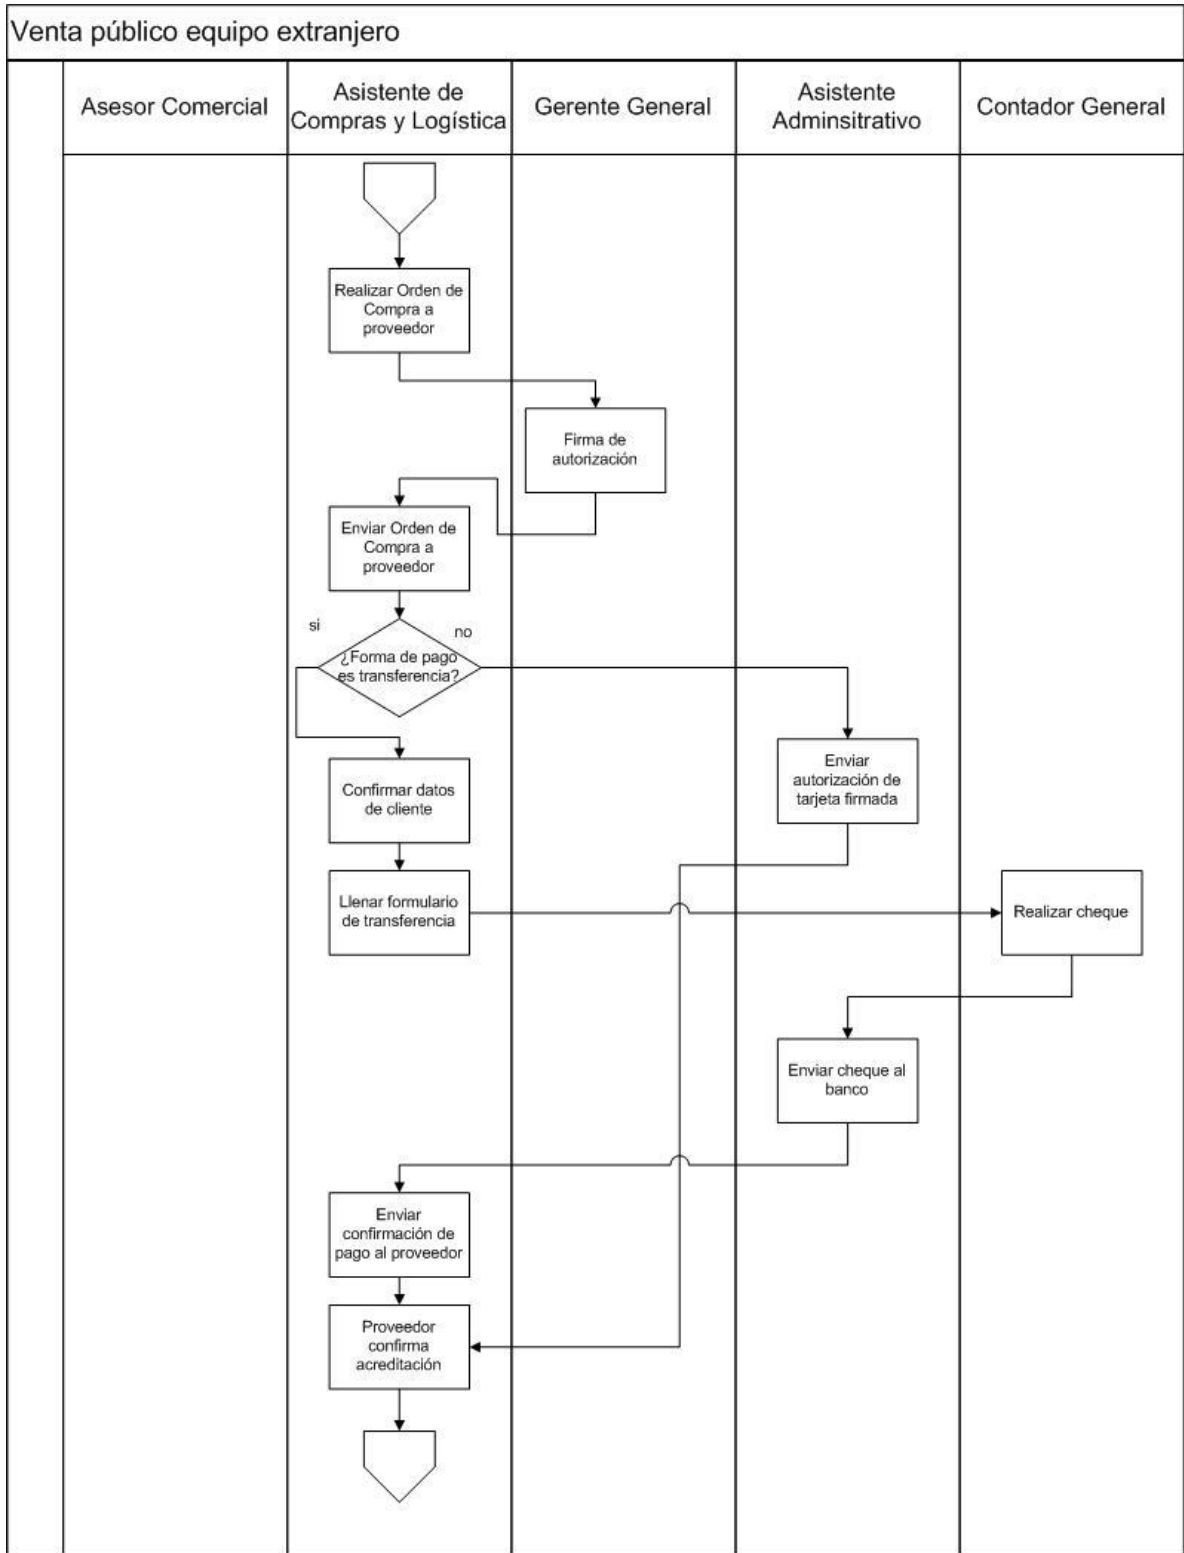 Venta público equipo extranjero
Asesor Comercial
Asistente de
Compras y Logística
Gerente General
Asistente
Adminsitrativo
Contador General
Realizar Orden de
Compra a
proveedor
Firma de
autorización
Enviar Orden de
Compra a
proveedor
si
no
¿Forma de pago
es transferencia?
Enviar
autorización de
tarjeta firmada
Confirmar datos
de cliente
Llenar formulario
de transferencia
Realizar cheque
Enviar cheque al
banco
Enviar
confirmación de
pago al proveedor
Proveedor
confirma
acreditación